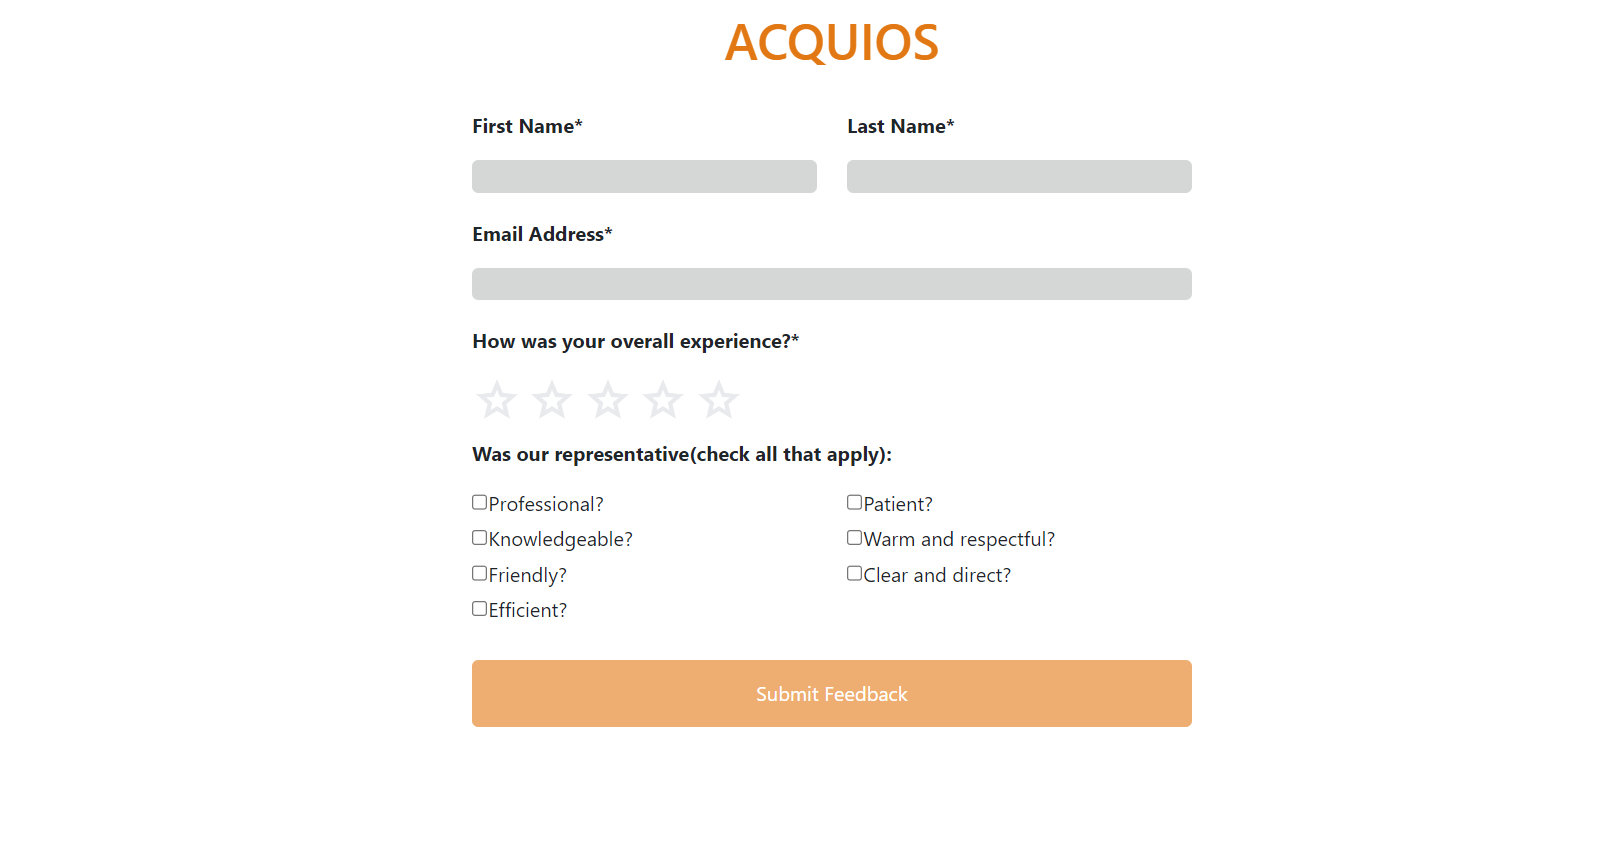 ACQUIOS
First Name*
Last Name*
Email Address*
How was your overall experience?*
Was our representative(check all that apply):
Professional?
Patient?
Knowledgeable?
Warm and respectful?
Friendly?
Clear and direct?
Efficient?
Submit Feedback